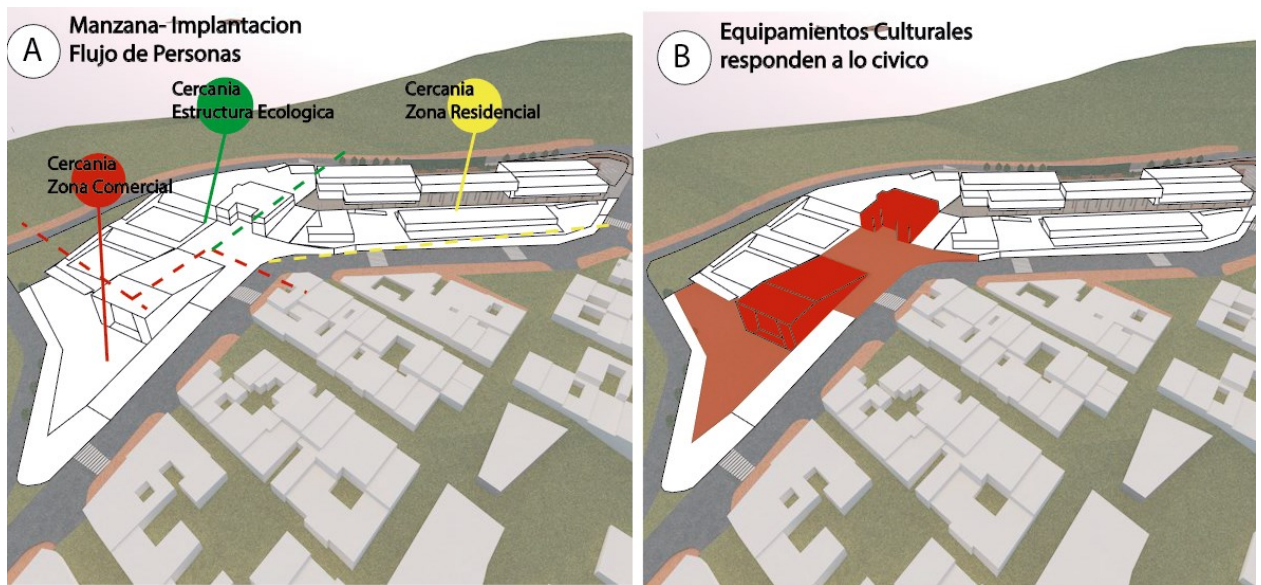 A
Manzana- Implantacion
Flujo de Personas
Cercania
Estructura Ecologica
Cercania
Zona Residencial
Cercania
Zona Comercial
B
Equipamientos Culturales
responden a lo civico